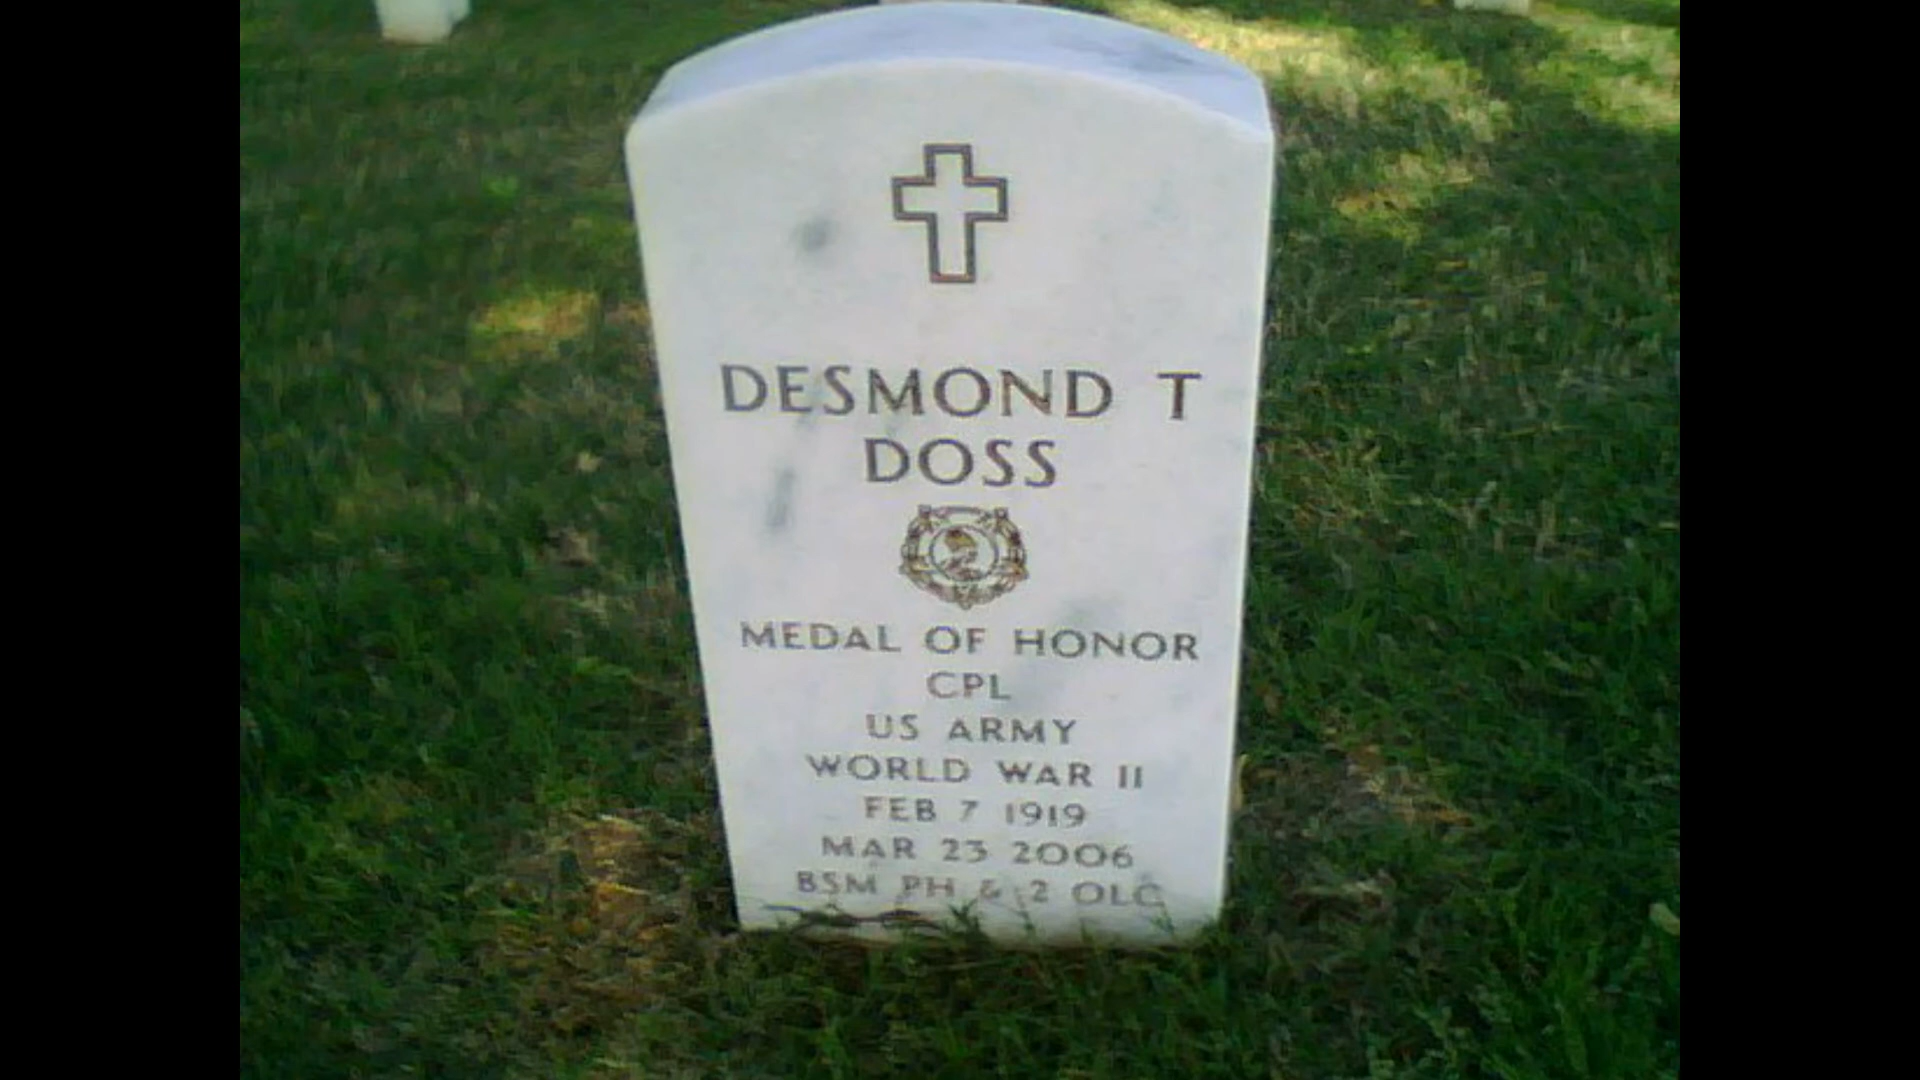 DESMOND T
DOSS
MEDAL OF HONOR
CPL
US ARMY
WORLD WAR II
FEB 7 1919
MAR 23 2006
BSM PH & 2 OLC